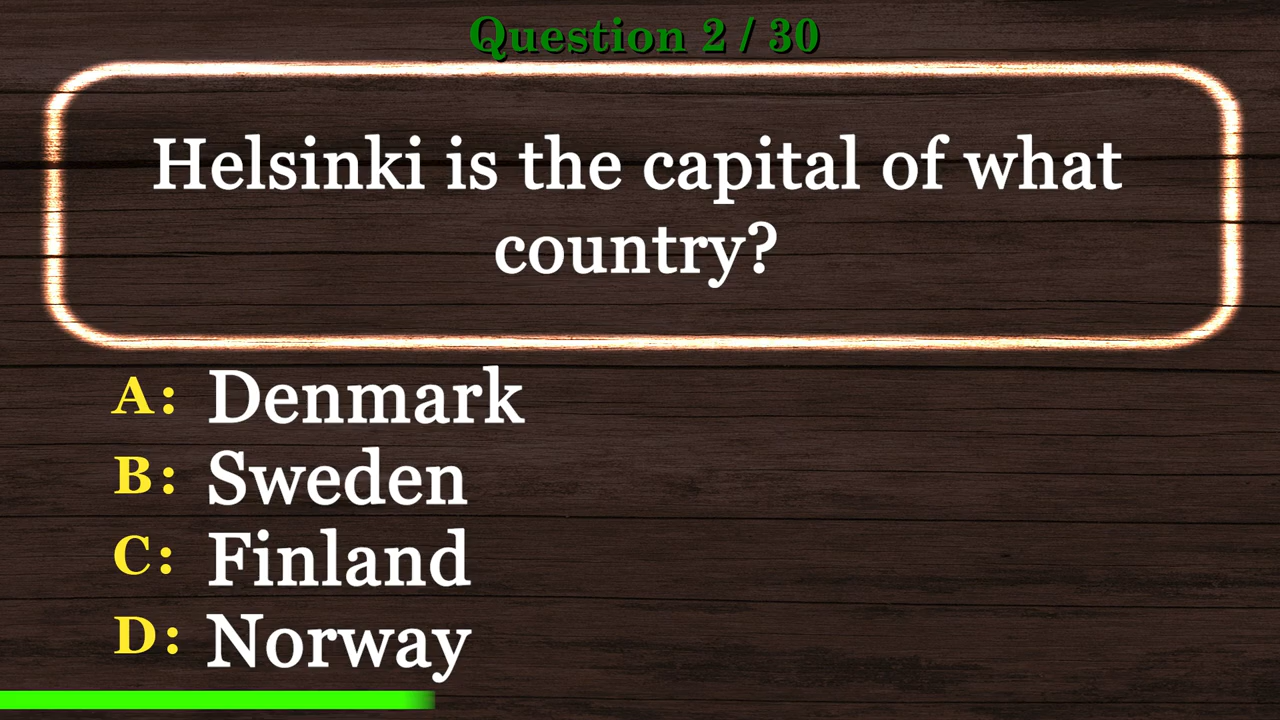 Question 2 / 30
Helsinki is the capital of what
country?
A: Denmark
B: Sweden
C: Finland
D: Norway